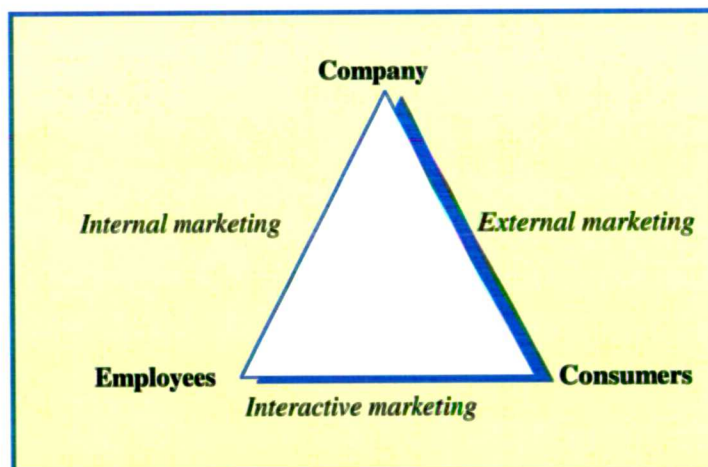 Company
Internal marketing
External marketing
Employees
Consumers
Interactive marketing